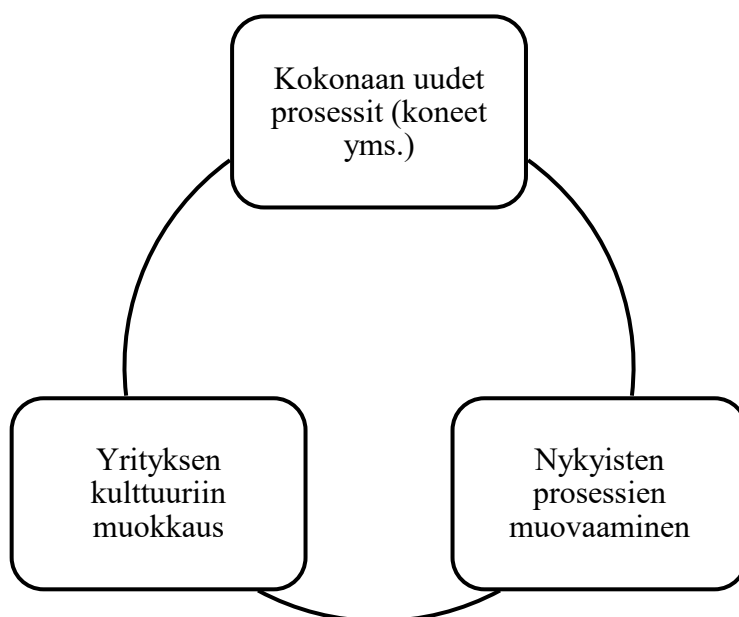 Kokonaan uudet
prosessit (koneet
yms.)
Yrityksen
kulttuuriin
muokkaus
Nykyisten
prosessien
muovaaminen